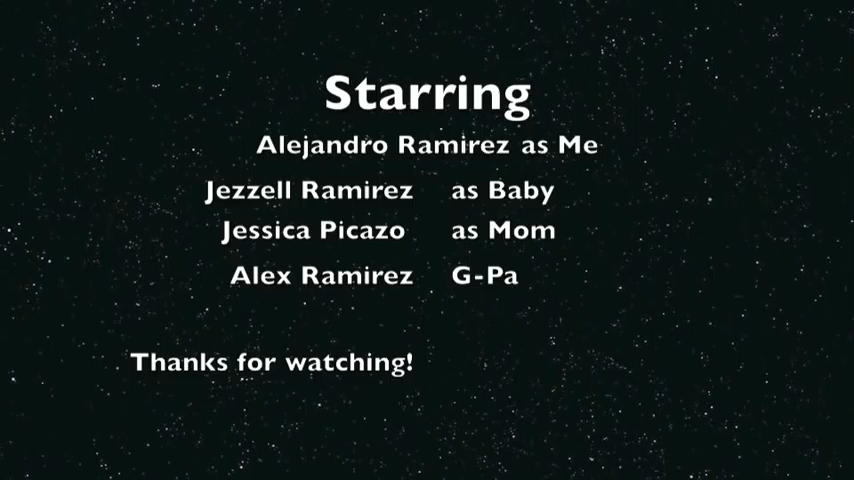 Starring
Alejandro Ramirez as Me
Jezzell Ramirez as Baby
Jessica Picazo as Mom
Alex Ramirez G-Pa
Thanks for watching!